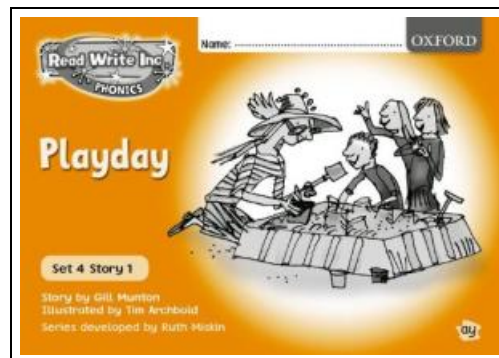 Name: ........................................
OXFORD
Read Write Inc.
PHONICS
Playday
Set 4 Story 1
Story by Gill Munton
Illustrated by Tim Archbold
Series developed by Ruth Miskin
ay